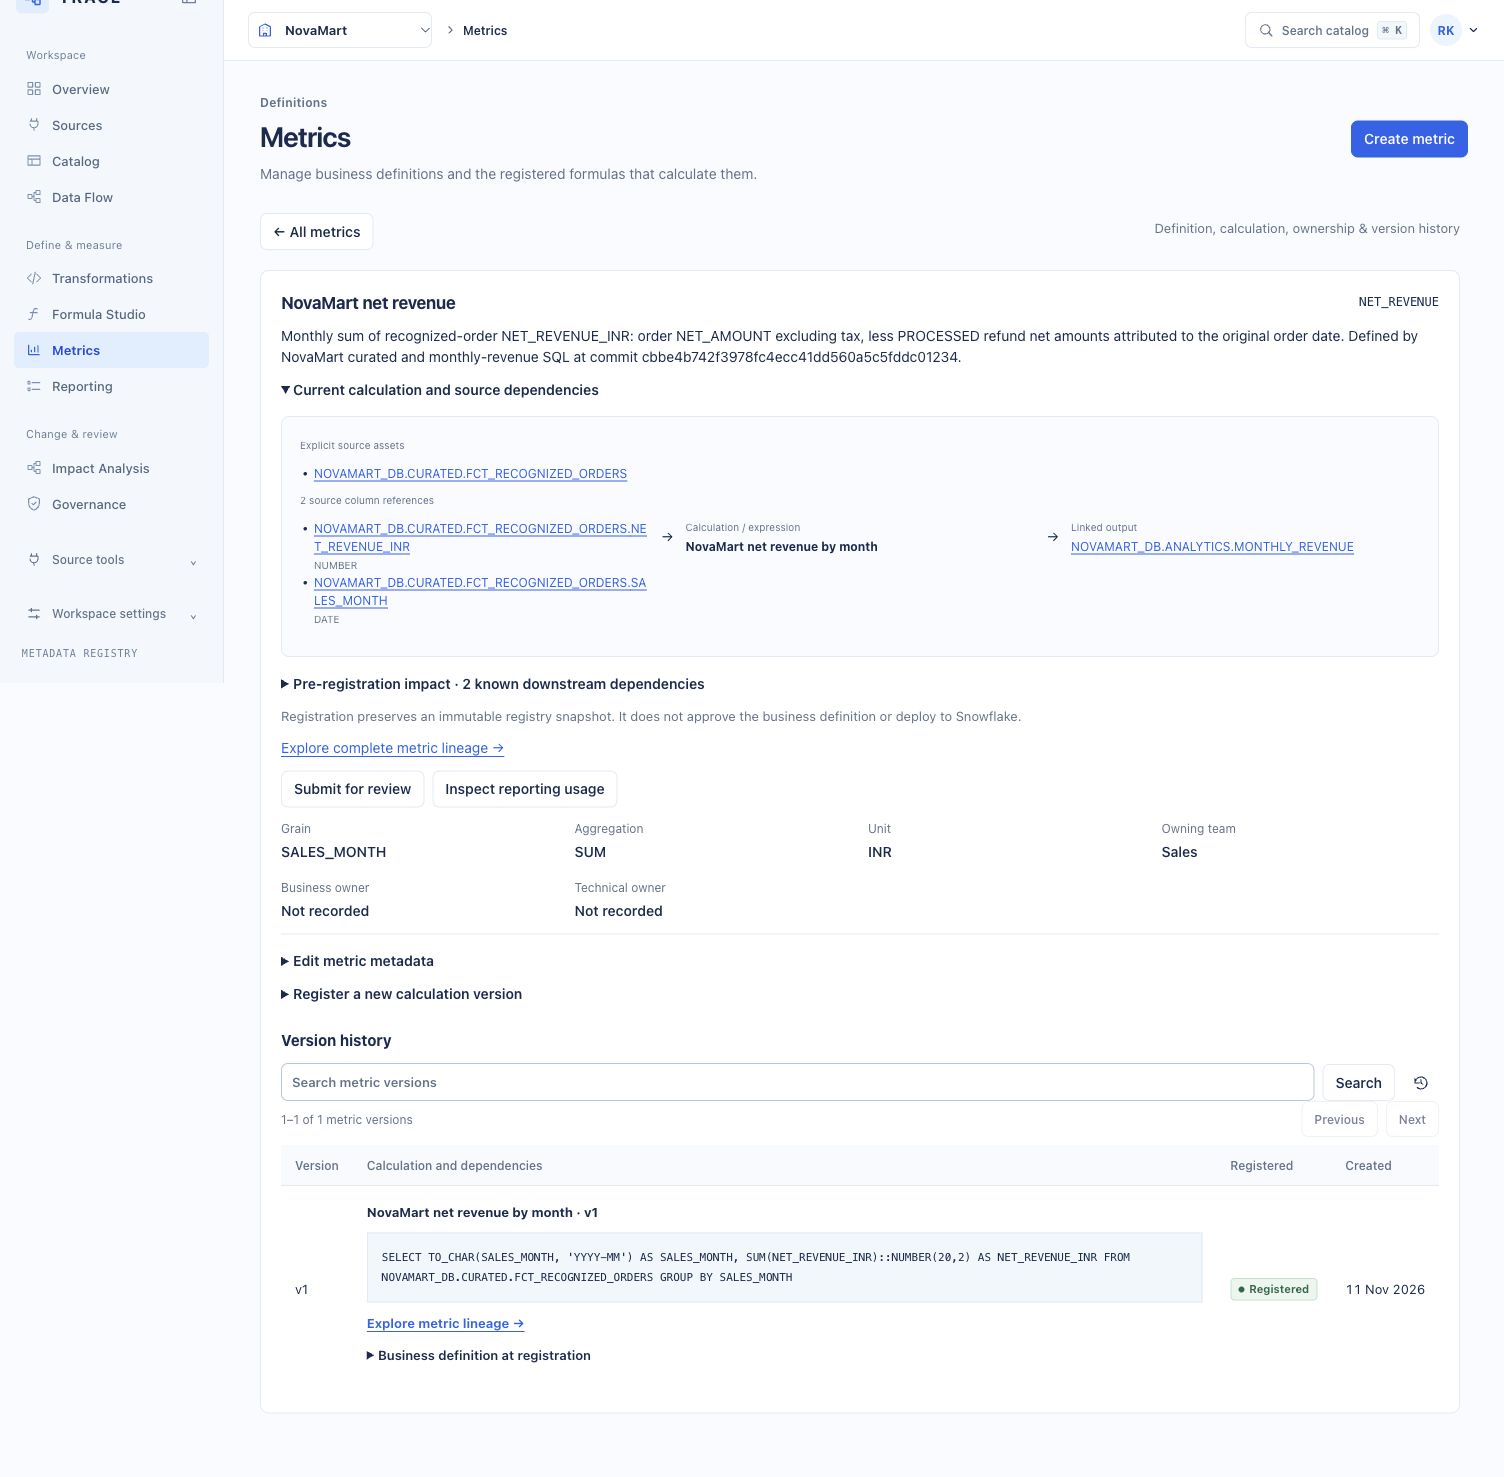 TRACE
Workspace
Overview
Sources
Catalog
Data Flow
Define & measure
Transformations
Formula Studio
Metrics
Reporting
Change & review
Impact Analysis
Governance
Source tools
Workspace settings
METADATA REGISTRY
NovaMart
Metrics
Search catalog ⌘ K
RK
Definitions
Metrics
Create metric
Manage business definitions and the registered formulas that calculate them.
← All metrics
Definition, calculation, ownership & version history
NovaMart net revenue
NET_REVENUE
Monthly sum of recognized-order NET_REVENUE_INR: order NET_AMOUNT excluding tax, less PROCESSED refund net amounts attributed to the original order date. Defined by
NovaMart curated and monthly-revenue SQL at commit cbbe4b742f3978fc4ecc41dd560a5c5fddc01234.
▼ Current calculation and source dependencies
Explicit source assets
• NOVAMART_DB.CURATED.FCT_RECOGNIZED_ORDERS
2 source column references
• NOVAMART_DB.CURATED.FCT_RECOGNIZED_ORDERS.NE
T_REVENUE_INR
NUMBER
• NOVAMART_DB.CURATED.FCT_RECOGNIZED_ORDERS.SA
LES_MONTH
DATE
→
Calculation / expression
NovaMart net revenue by month
→
Linked output
NOVAMART_DB.ANALYTICS.MONTHLY_REVENUE
▶ Pre-registration impact · 2 known downstream dependencies
Registration preserves an immutable registry snapshot. It does not approve the business definition or deploy to Snowflake.
Explore complete metric lineage →
Submit for review
Inspect reporting usage
Grain
SALES_MONTH
Aggregation
SUM
Unit
INR
Owning team
Sales
Business owner
Not recorded
Technical owner
Not recorded
▶ Edit metric metadata
▶ Register a new calculation version
Version history
Search metric versions
Search
1–1 of 1 metric versions
Previous
Next
Version
Calculation and dependencies
Registered
Created
v1
NovaMart net revenue by month · v1
SELECT TO_CHAR(SALES_MONTH, 'YYYY-MM') AS SALES_MONTH, SUM(NET_REVENUE_INR)::NUMBER(20,2) AS NET_REVENUE_INR FROM
NOVAMART_DB.CURATED.FCT_RECOGNIZED_ORDERS GROUP BY SALES_MONTH
Explore metric lineage →
▶ Business definition at registration
Registered
11 Nov 2026